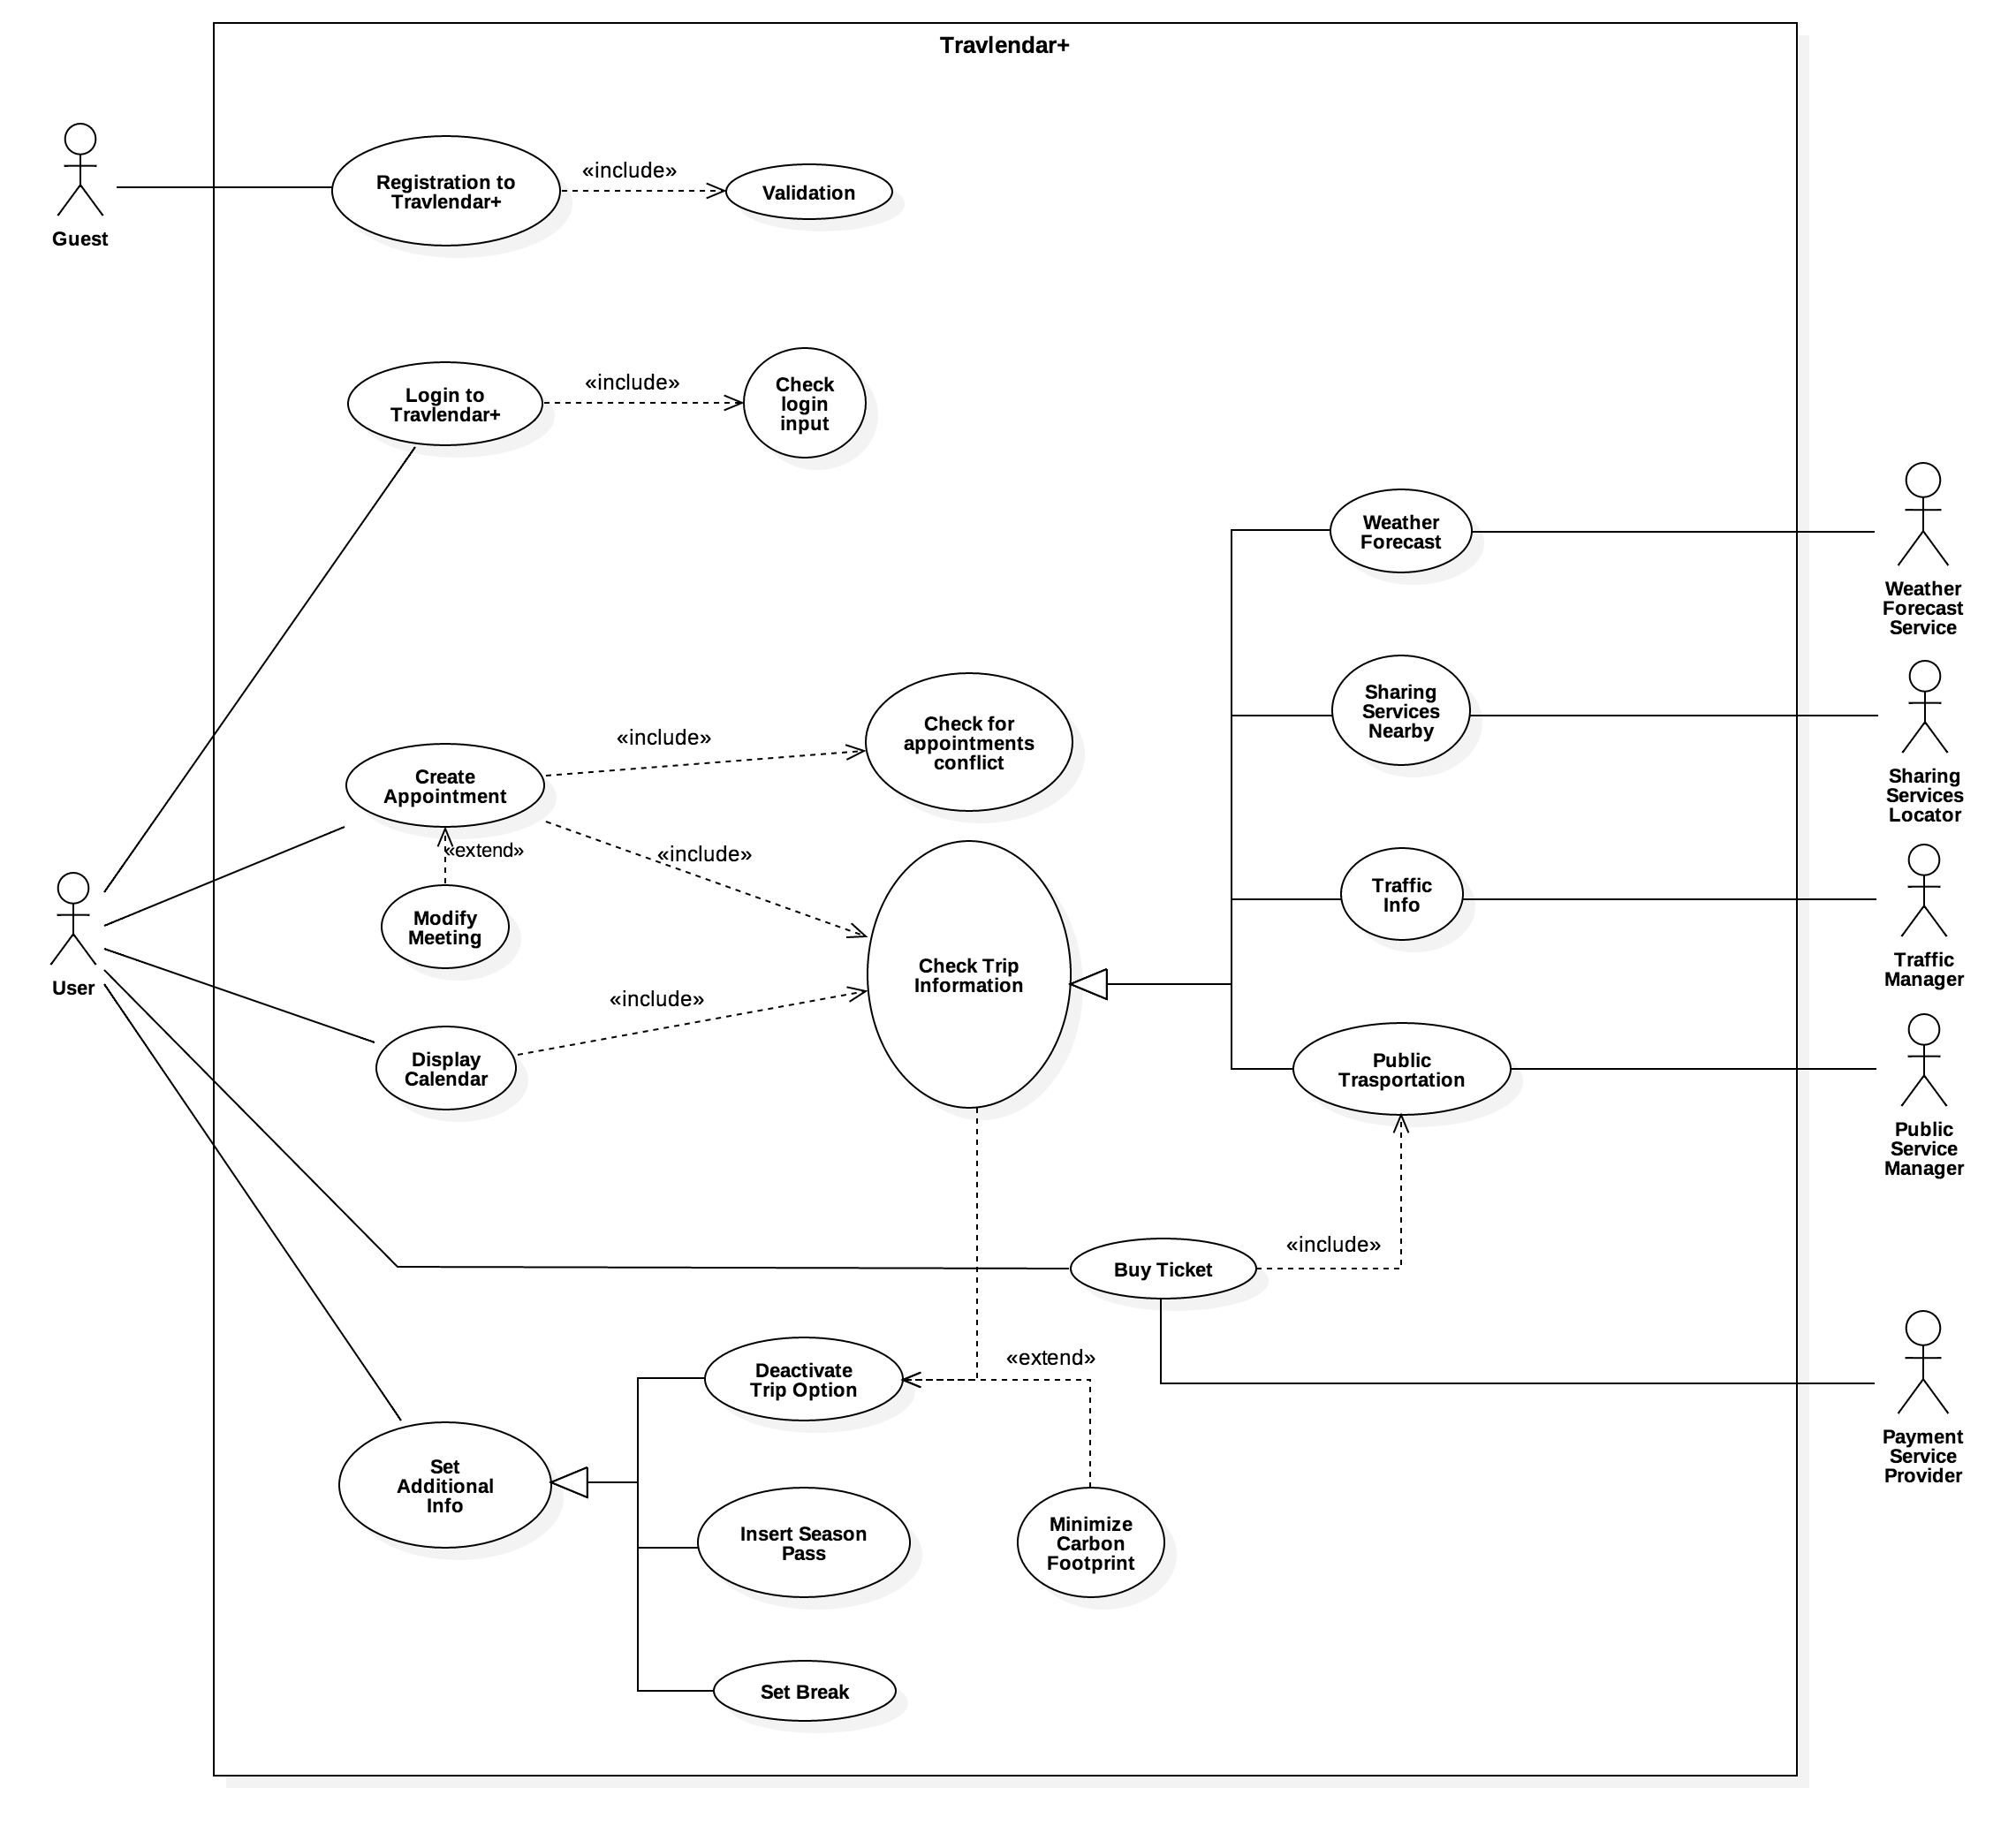 Travlendar+
Guest
Registration to
Travlendar+
«include»
Validation
Login to
Travlendar+
«include»
Check
login
input
Weather
Forecast
Weather
Forecast
Service
Sharing
Services
Nearby
Sharing
Services
Locator
Create
Appointment
«include»
Check for
appointments
conflict
«extend»
«include»
Modify
Meeting
User
Traffic
Info
Traffic
Manager
Check Trip
Information
Display
Calendar
«include»
Public
Trasportation
Public
Service
Manager
Buy Ticket
«include»
Payment
Service
Provider
Deactivate
Trip Option
«extend»
Set
Additional
Info
Insert Season
Pass
Minimize
Carbon
Footprint
Set Break